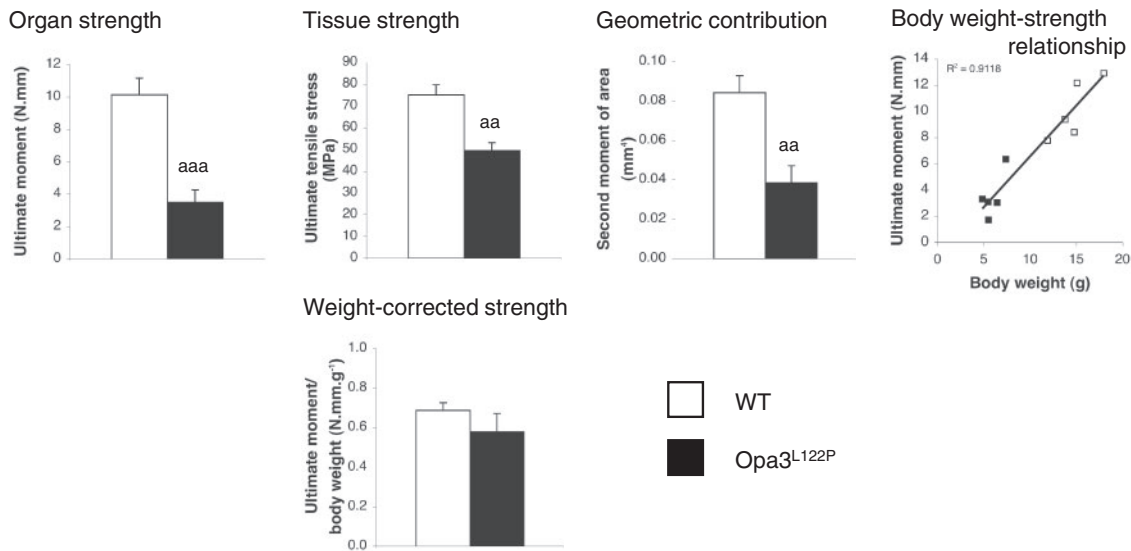 Organ strength
Ultimate moment (N.mm)
12
10
8
6
4
2
0
aaa
Tissue strength
Ultimate tensile stress
(MPa)
90
80
70
60
50
40
30
20
10
0
aa
Geometric contribution
Second moment of area
(mm⁴)
0.10
0.08
0.06
0.04
0.02
0.00
aa
Body weight-strength
relationship
Ultimate moment (N.mm)
14
12
10
8
6
4
2
0
R² = 0.9118
0 5 10 15 20
Body weight (g)
Weight-corrected strength
Ultimate moment/
body weight (N.mm.g⁻¹)
1.0
0.8
0.6
0.4
0.2
0.0
WT
Opa3ᴸ¹²²ᴾ